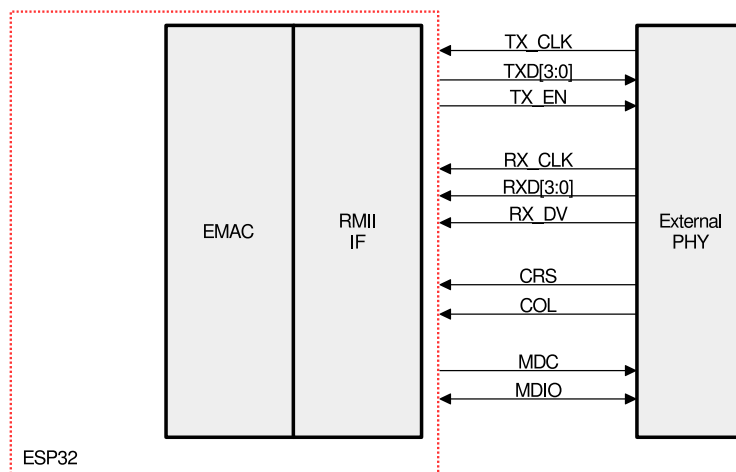 TX_CLK
TXD[3:0]
TX_EN
RX_CLK
RXD[3:0]
RX_DV
EMAC
RMII
IF
External
PHY
CRS
COL
MDC
MDIO
ESP32